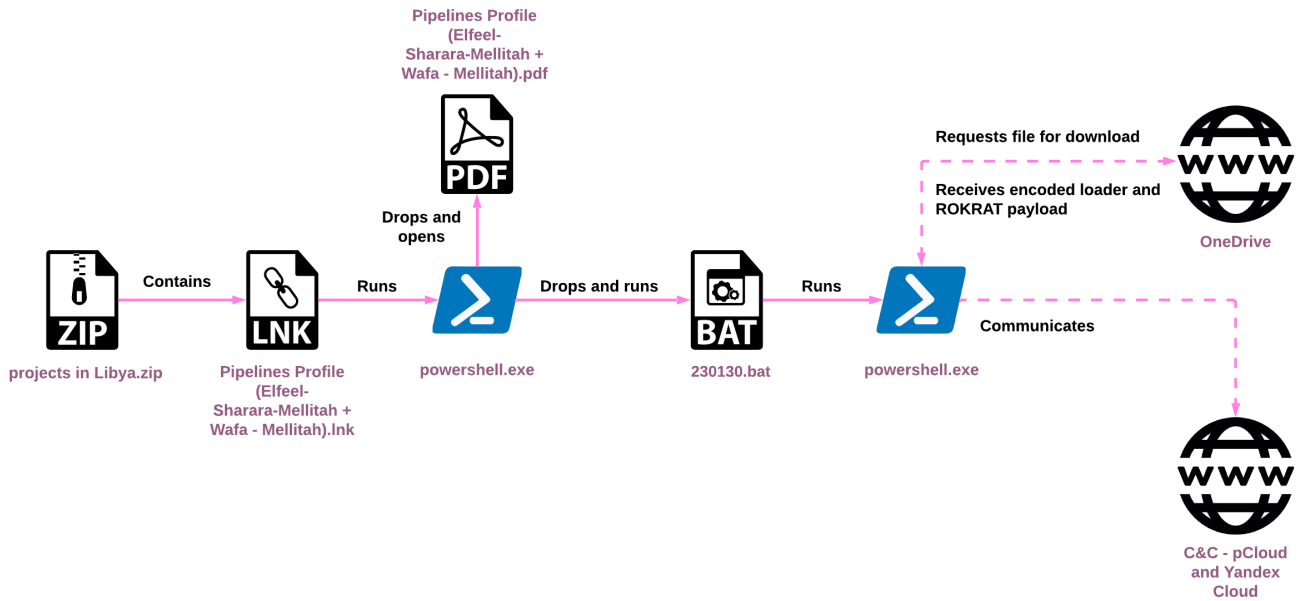 Pipelines Profile
(Elfeel-
Sharara-Mellitah +
Wafa - Mellitah).pdf
PDF
Drops and
opens
Requests file for download
Receives encoded loader and
ROKRAT payload
WWW
OneDrive
ZIP
Contains
LNK
Runs
Drops and runs
BAT
Runs
Communicates
projects in Libya.zip
Pipelines Profile
(Elfeel-
Sharara-Mellitah +
Wafa - Mellitah).lnk
powershell.exe
230130.bat
powershell.exe
WWW
C&C - pCloud
and Yandex
Cloud